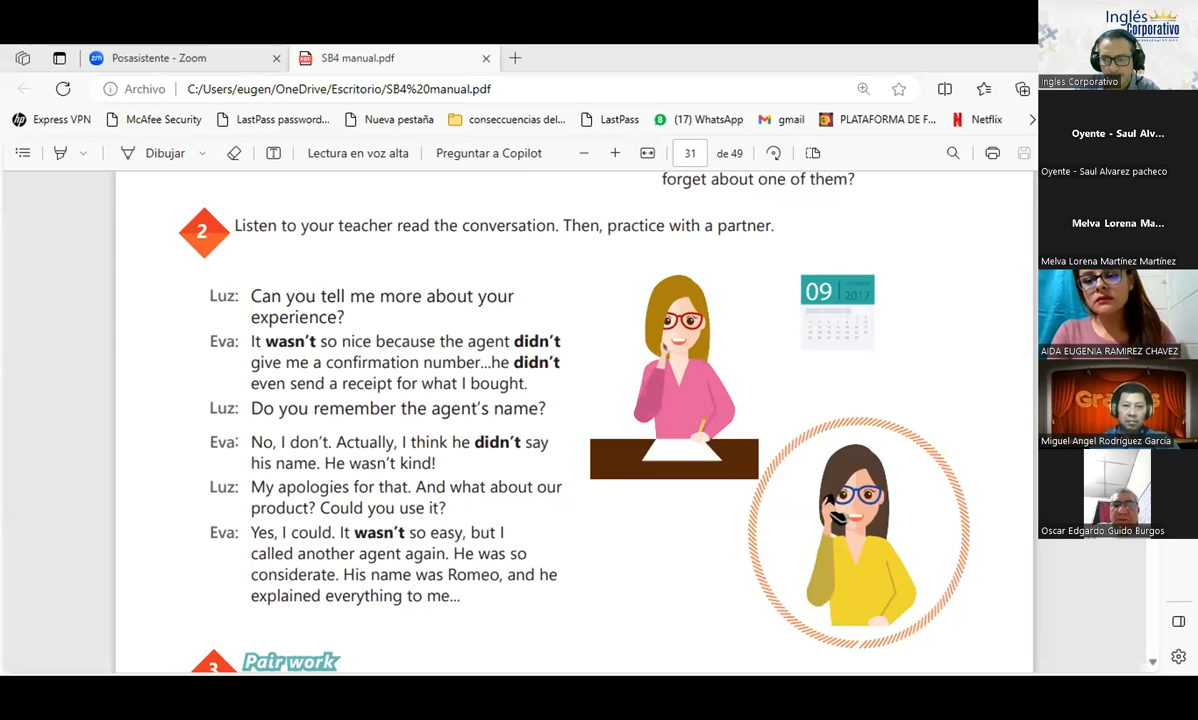 Posasistente - Zoom
SB4 manual.pdf
Archivo
C:/Users/eugen/OneDrive/Escritorio/SB4%20manual.pdf
Express VPN
McAfee Security
LastPass password...
Nueva pestaña
conseccuencias del...
LastPass
(17) WhatsApp
gmail
PLATAFORMA DE F...
Netflix
Dibujar
Lectura en voz alta
Preguntar a Copilot
31
de 49
forget about one of them?
2
Listen to your teacher read the conversation. Then, practice with a partner.
Luz: Can you tell me more about your
experience?
Eva: It wasn't so nice because the agent didn't
give me a confirmation number...he didn't
even send a receipt for what I bought.
Luz: Do you remember the agent's name?
Eva: No, I don't. Actually, I think he didn't say
his name. He wasn't kind!
Luz: My apologies for that. And what about our
product? Could you use it?
Eva: Yes, I could. It wasn't so easy, but I
called another agent again. He was so
considerate. His name was Romeo, and he
explained everything to me...
09
2017
3
Pair work
Inglés
Corporativo
Inglés Corporativo
Oyente - Saul Alv...
Oyente - Saul Alvarez pacheco
Melva Lorena Ma...
Melva Lorena Martínez Martínez
AIDA EUGENIA RAMIREZ CHAVEZ
Miguel Angel Rodríguez García
Oscar Edgardo Guido Burgos